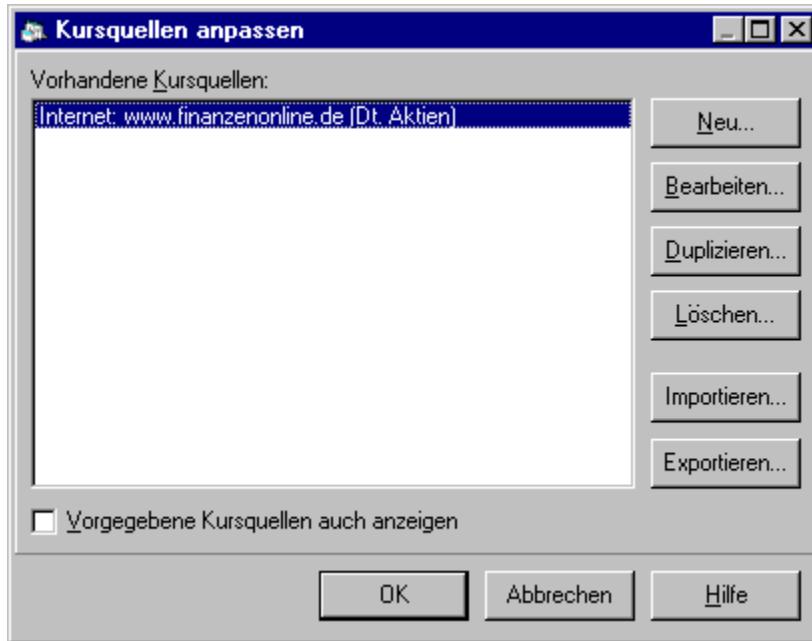 Kursquellen anpassen
Vorhandene Kursquellen:
Internet: www.finanzenonline.de (Dt. Aktien)
Neu...
Bearbeiten...
Duplizieren...
Löschen...
Importieren...
Exportieren...
Vorgegebene Kursquellen auch anzeigen
OK
Abbrechen
Hilfe